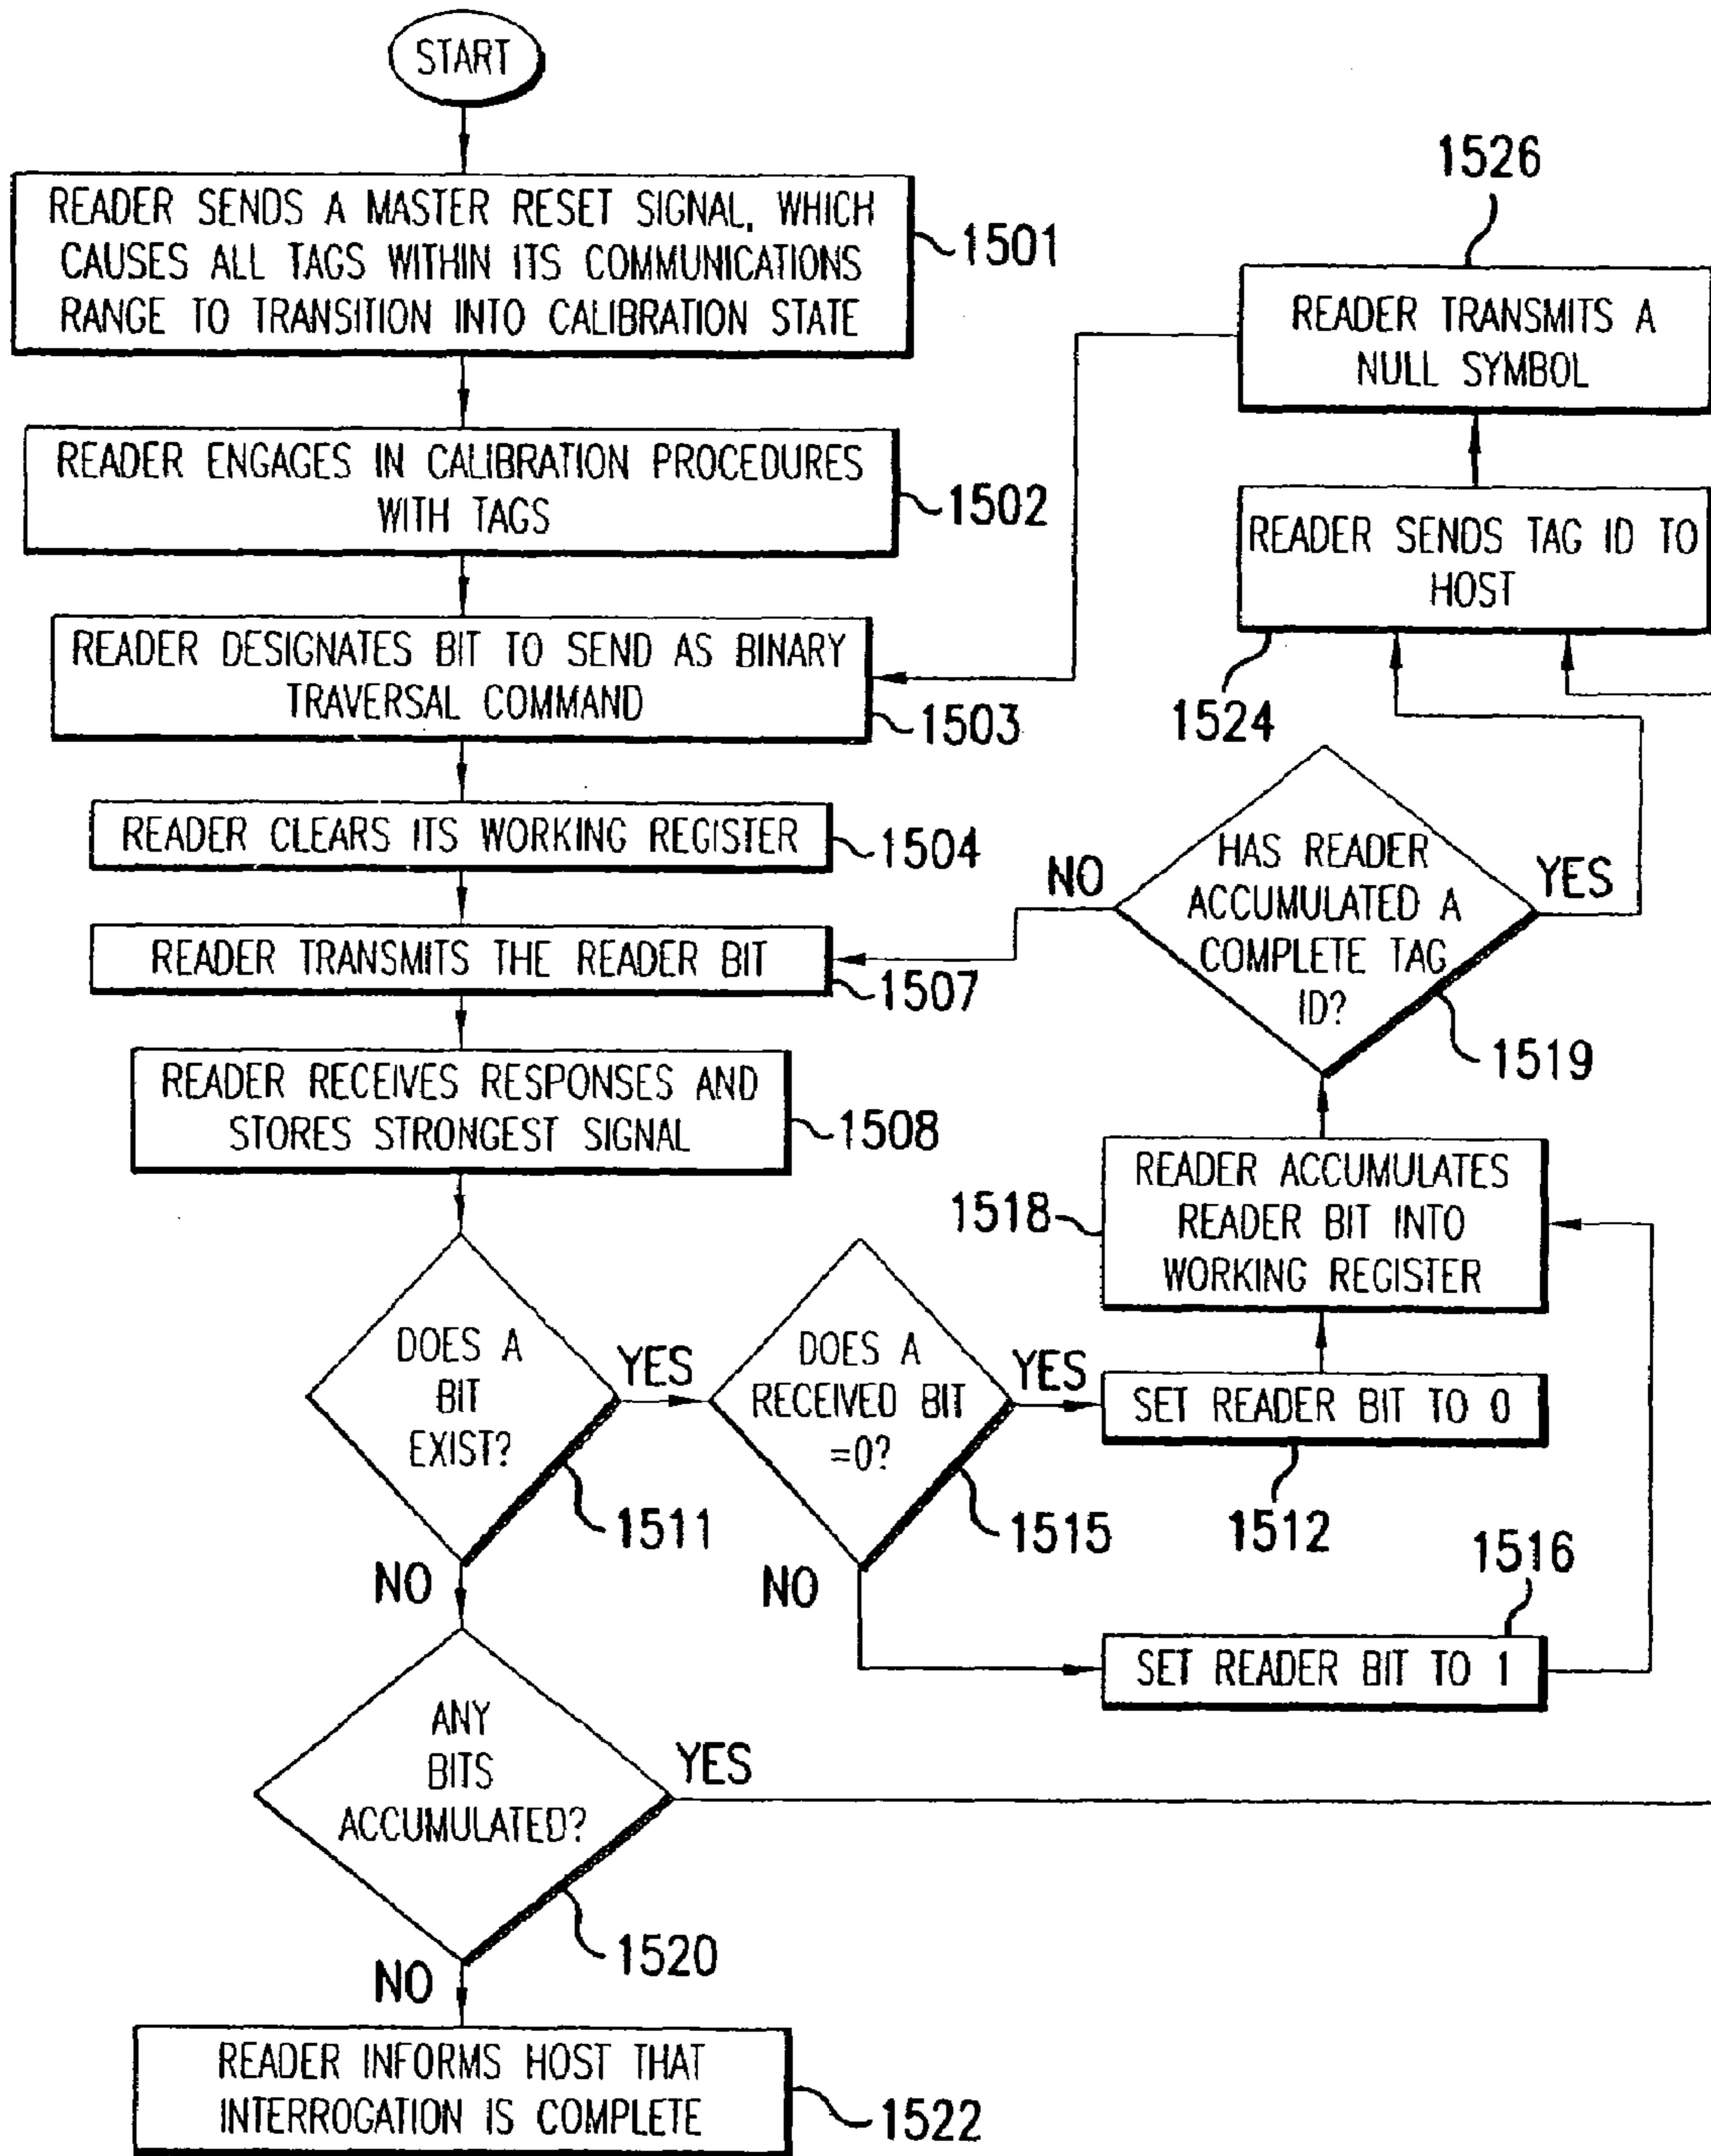 START
READER SENDS A MASTER RESET SIGNAL, WHICH
CAUSES ALL TAGS WITHIN ITS COMMUNICATIONS
RANGE TO TRANSITION INTO CALIBRATION STATE
1501
READER ENGAGES IN CALIBRATION PROCEDURES
WITH TAGS
1502
READER DESIGNATES BIT TO SEND AS BINARY
TRAVERSAL COMMAND
1503
READER CLEARS ITS WORKING REGISTER
1504
READER TRANSMITS THE READER BIT
1507
READER RECEIVES RESPONSES AND
STORES STRONGEST SIGNAL
1508
DOES A
BIT
EXIST?
1511
YES
NO
DOES A
RECEIVED BIT
=0?
1515
YES
NO
SET READER BIT TO 0
1512
SET READER BIT TO 1
1516
READER ACCUMULATES
READER BIT INTO
WORKING REGISTER
1518
HAS READER
ACCUMULATED A
COMPLETE TAG
ID?
1519
NO
YES
READER SENDS TAG ID TO
HOST
1524
READER TRANSMITS A
NULL SYMBOL
1526
ANY
BITS
ACCUMULATED?
1520
YES
NO
READER INFORMS HOST THAT
INTERROGATION IS COMPLETE
1522